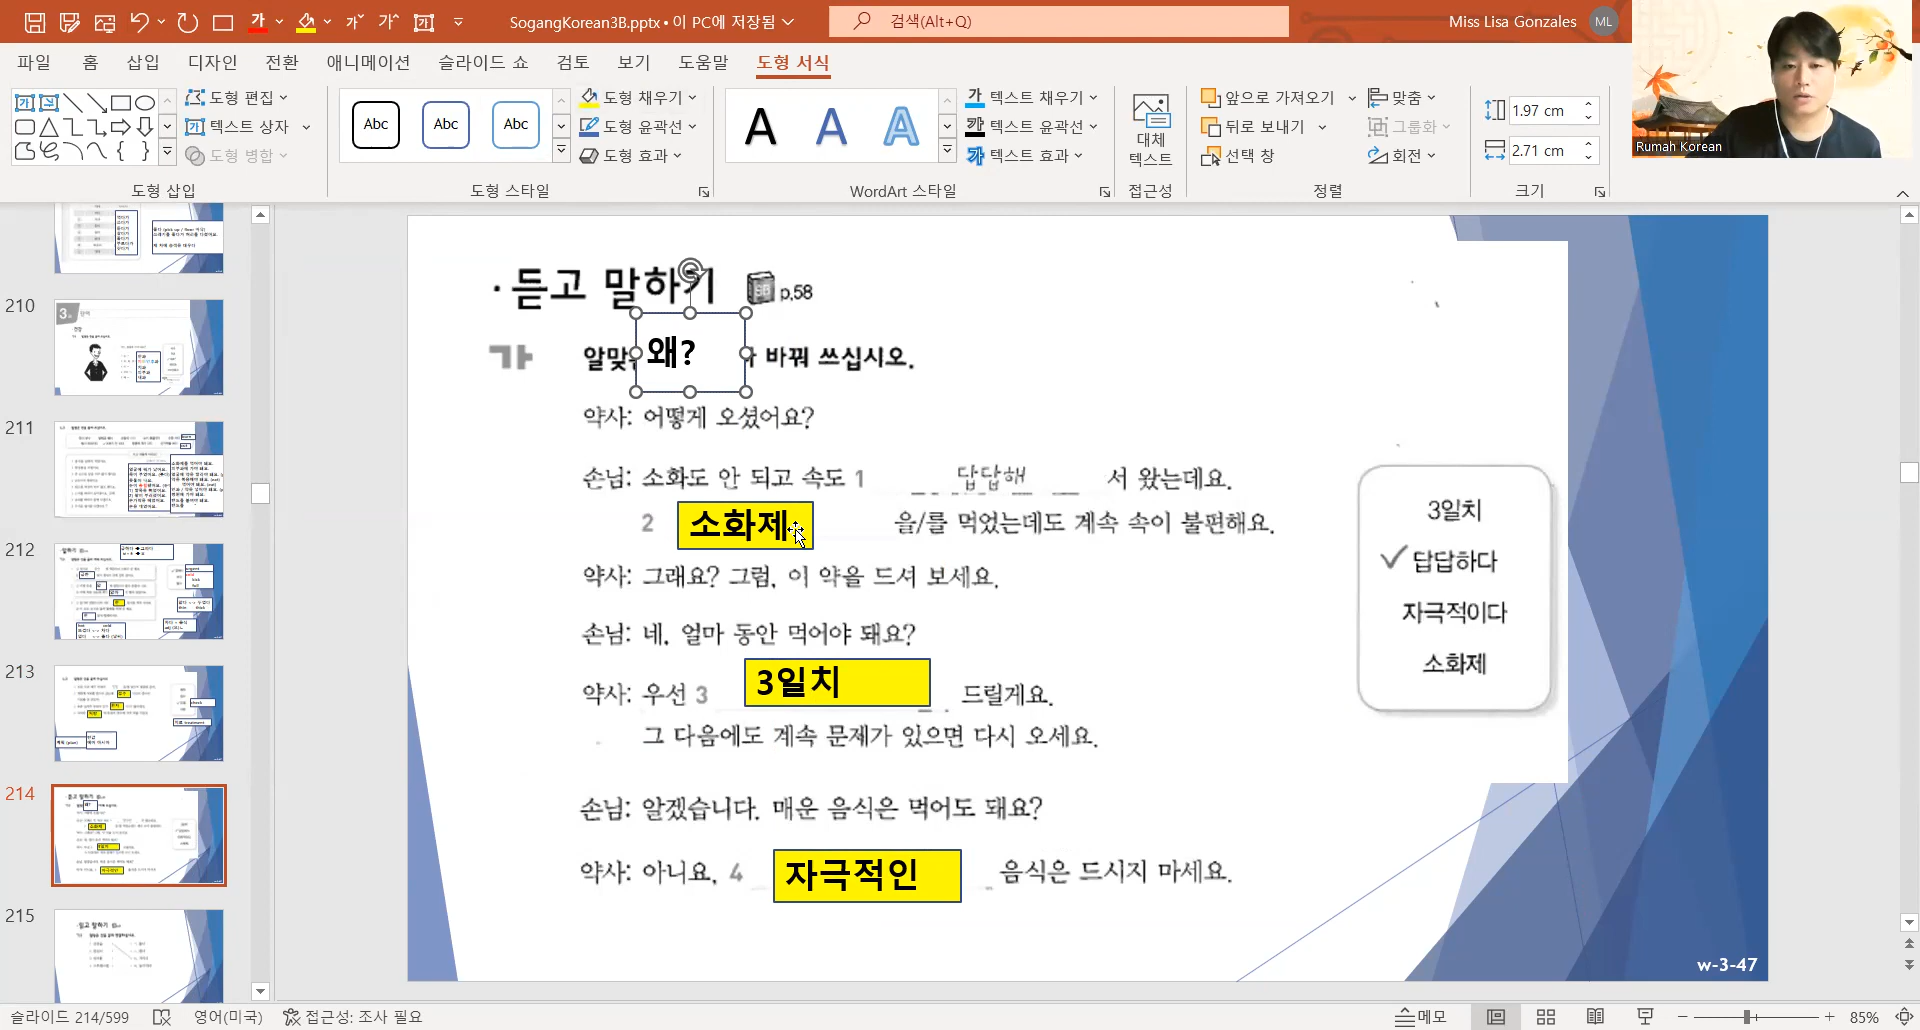 SogangKorean3B.pptx • 이 PC에 저장됨
검색(Alt+Q)
Miss Lisa Gonzales
ML
파일 홈 삽입 디자인 전환 애니메이션 슬라이드 쇼 검토 보기 도움말 도형 서식
도형 편집
텍스트 상자
도형 병합
도형 삽입
Abc Abc Abc
도형 채우기
도형 윤곽선
도형 효과
도형 스타일
A A A
텍스트 채우기
텍스트 윤곽선
텍스트 효과
WordArt 스타일
대체
텍스트
접근성
앞으로 가져오기
뒤로 보내기
선택 창
맞춤
그룹화
회전
정렬
1.97 cm
2.71 cm
크기
Rumah Korean
210
211
212
213
214
215
· 듣고 말하기 SB p.58
왜?
가 알맞 바꿔 쓰십시오.
약사: 어떻게 오셨어요?
손님: 소화도 안 되고 속도 1 답답해 서 왔는데요.
2 소화제 을/를 먹었는데도 계속 속이 불편해요.
약사: 그래요? 그럼, 이 약을 드셔 보세요.
손님: 네, 얼마 동안 먹어야 돼요?
약사: 우선 3 3일치 드릴게요.
그 다음에도 계속 문제가 있으면 다시 오세요.
손님: 알겠습니다. 매운 음식은 먹어도 돼요?
약사: 아니요, 4 자극적인 음식은 드시지 마세요.
3일치
✓답답하다
자극적이다
소화제
w-3-47
슬라이드 214/599
영어(미국)
접근성: 조사 필요
메모
85%